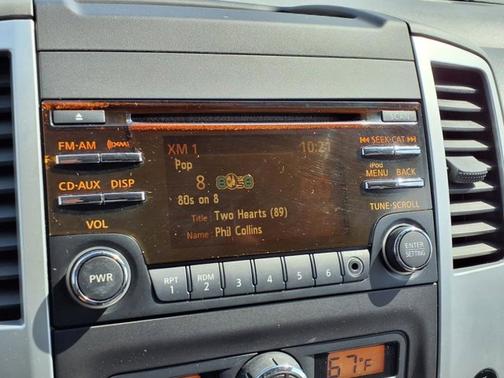 SCAN
FM·AM (((XM)))
XM 1 10:21
SEEK·CAT
Pop
8
iPod
MENU BACK
CD·AUX DISP
80s on 8
TUNE·SCROLL
Title: Two Hearts (89)
Name: Phil Collins
VOL
ENTER
SETTING
PWR
RPT
1
RDM
2
3
4
5
6
67°F